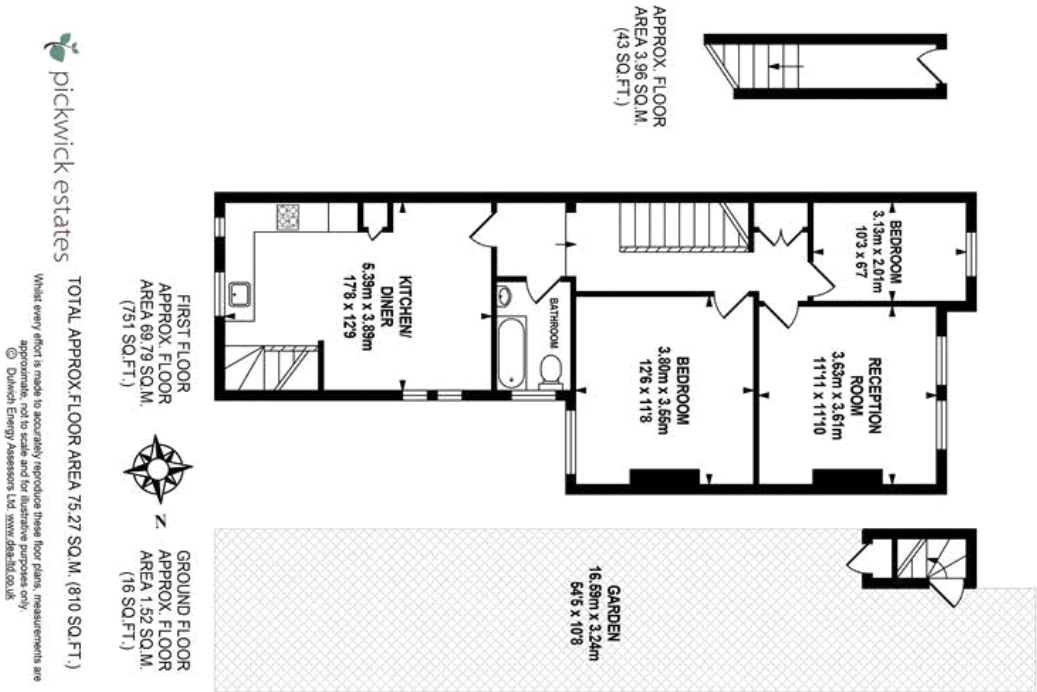 APPROX. FLOOR
AREA 3.96 SQ.M.
(43 SQ.FT.)
BEDROOM
3.13m x 2.01m
10'3 x 6'7
KITCHEN/
DINER
5.39m x 3.89m
17'8 x 12'9
BATHROOM
BEDROOM
3.80m x 3.55m
12'6 x 11'8
RECEPTION
ROOM
3.63m x 3.61m
11'11 x 11'10
GARDEN
16.59m x 3.24m
54'5 x 10'8
FIRST FLOOR
APPROX. FLOOR
AREA 69.79 SQ.M.
(751 SQ.FT.)
N
GROUND FLOOR
APPROX. FLOOR
AREA 1.52 SQ.M.
(16 SQ.FT.)
pickwick estates
TOTAL APPROX.FLOOR AREA 75.27 SQ.M. (810 SQ.FT.)
Whilst every effort is made to accurately reproduce these floor plans, measurements are
approximate, not to scale and for illustrative purposes only.
© Dulwich Energy Assessors Ltd. www.dea-ltd.co.uk